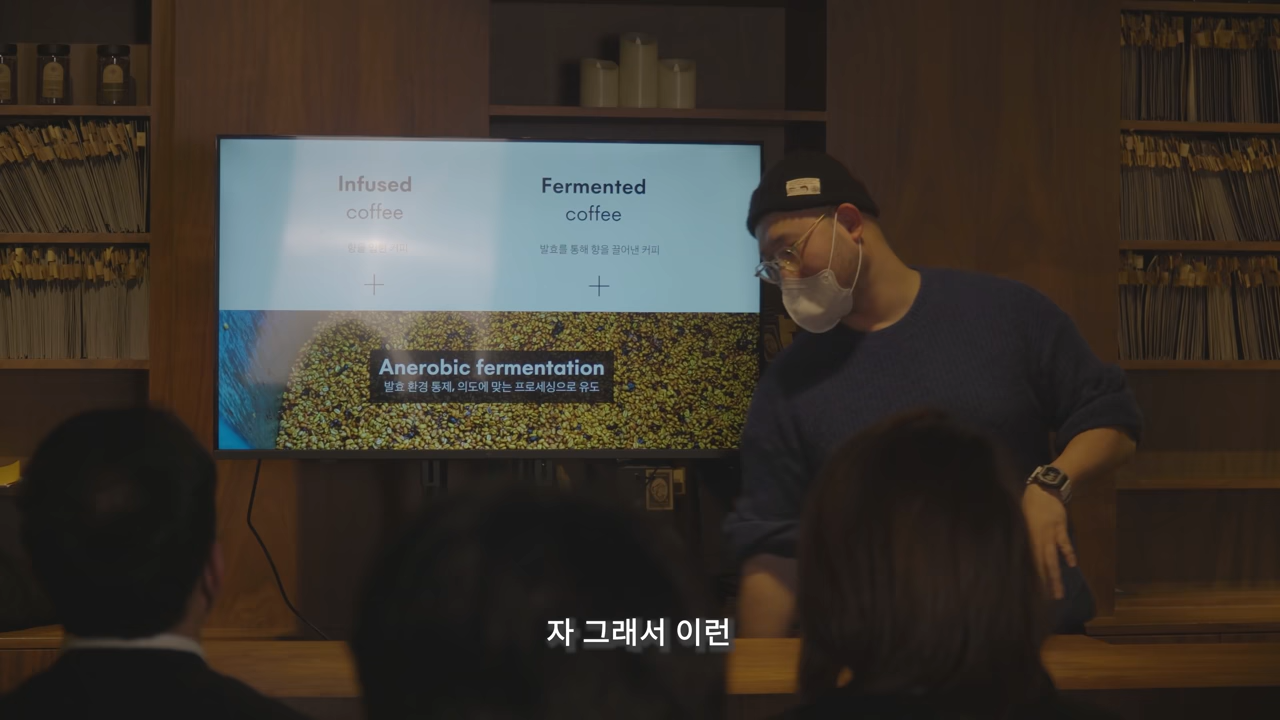 Infused
coffee
Fermented
coffee
발효를 통해 향을 끌어낸 커피
Anerobic fermentation
발효 환경 통제, 의도에 맞는 프로세싱으로 유도
자 그래서 이런